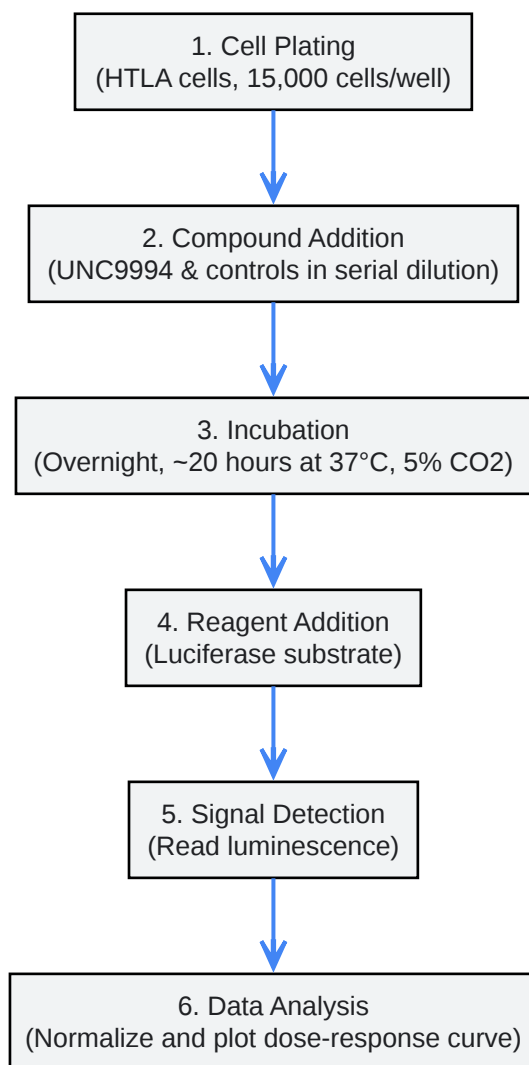 1. Cell Plating
(HTLA cells, 15,000 cells/well)
2. Compound Addition
(UNC9994 & controls in serial dilution)
3. Incubation
(Overnight, ~20 hours at 37°C, 5% CO2)
4. Reagent Addition
(Luciferase substrate)
5. Signal Detection
(Read luminescence)
6. Data Analysis
(Normalize and plot dose-response curve)